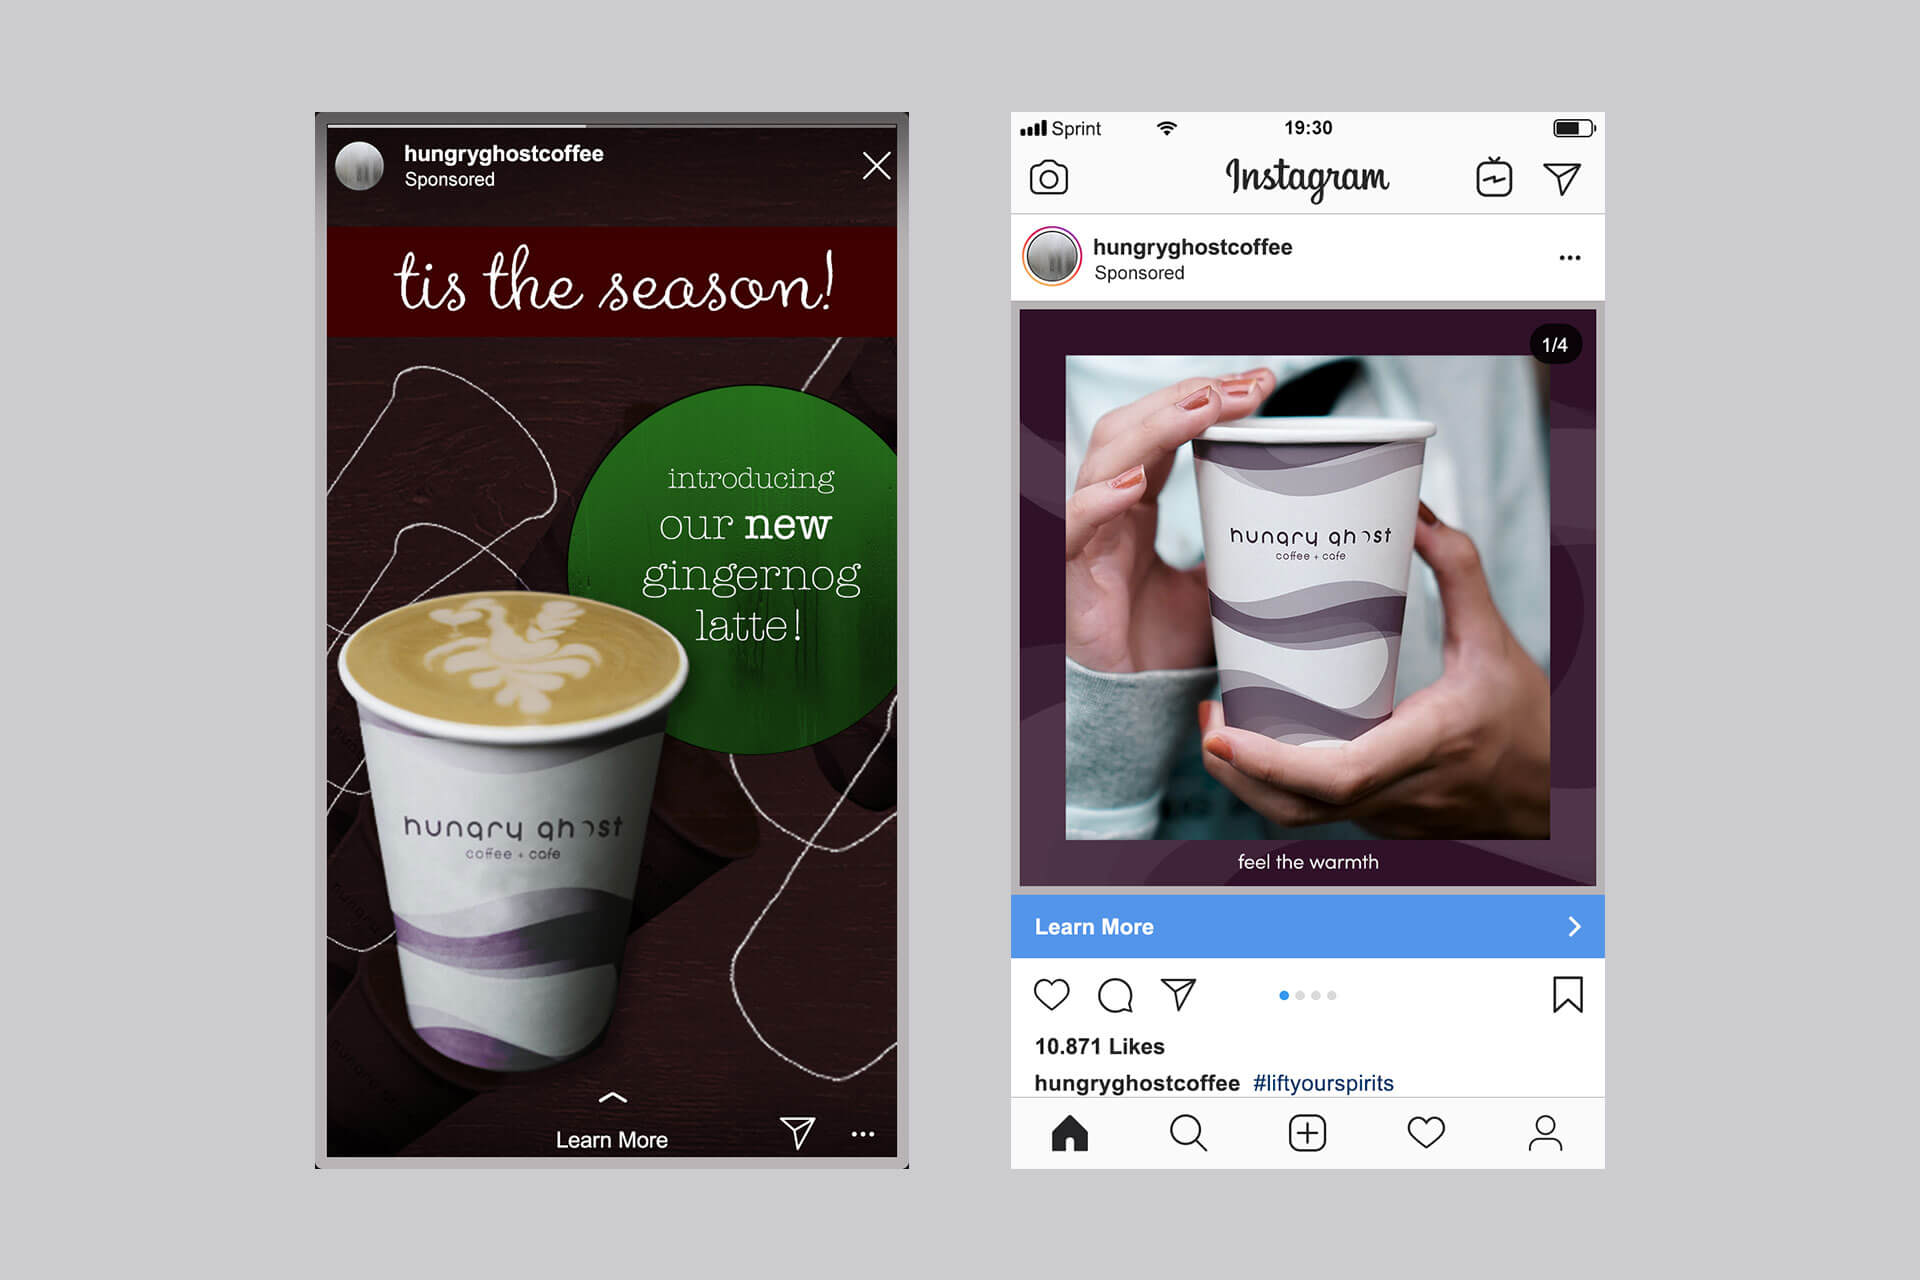 hungryghostcoffee
Sponsored
tis the season!
introducing
our new
gingernog
latte!
hungry ghost
coffee + cafe
Learn More
Sprint
19:30
Instagram
hungryghostcoffee
Sponsored
1/4
hungry ghost
coffee + cafe
feel the warmth
Learn More
10.871 Likes
hungryghostcoffee #liftyourspirits